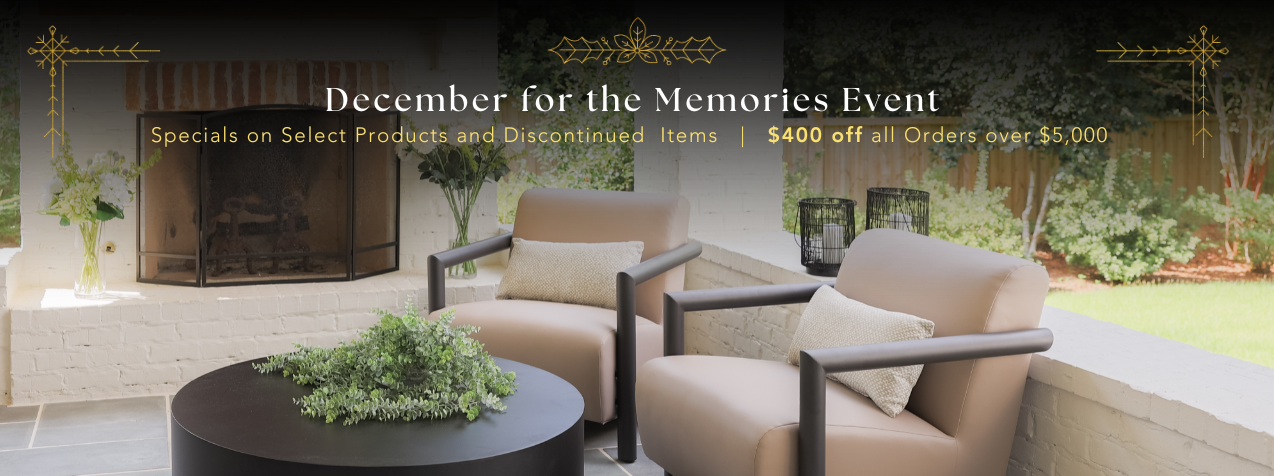 December for the Memories Event
Specials on Select Products and Discontinued Items | $400 off all Orders over $5,000